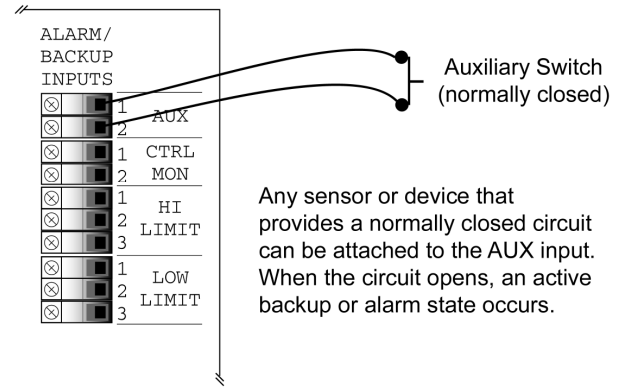 ALARM/
BACKUP
INPUTS
1
2
AUX
1
2
CTRL
MON
1
2
3
HI
LIMIT
1
2
3
LOW
LIMIT
Auxiliary Switch
(normally closed)
Any sensor or device that
provides a normally closed circuit
can be attached to the AUX input.
When the circuit opens, an active
backup or alarm state occurs.